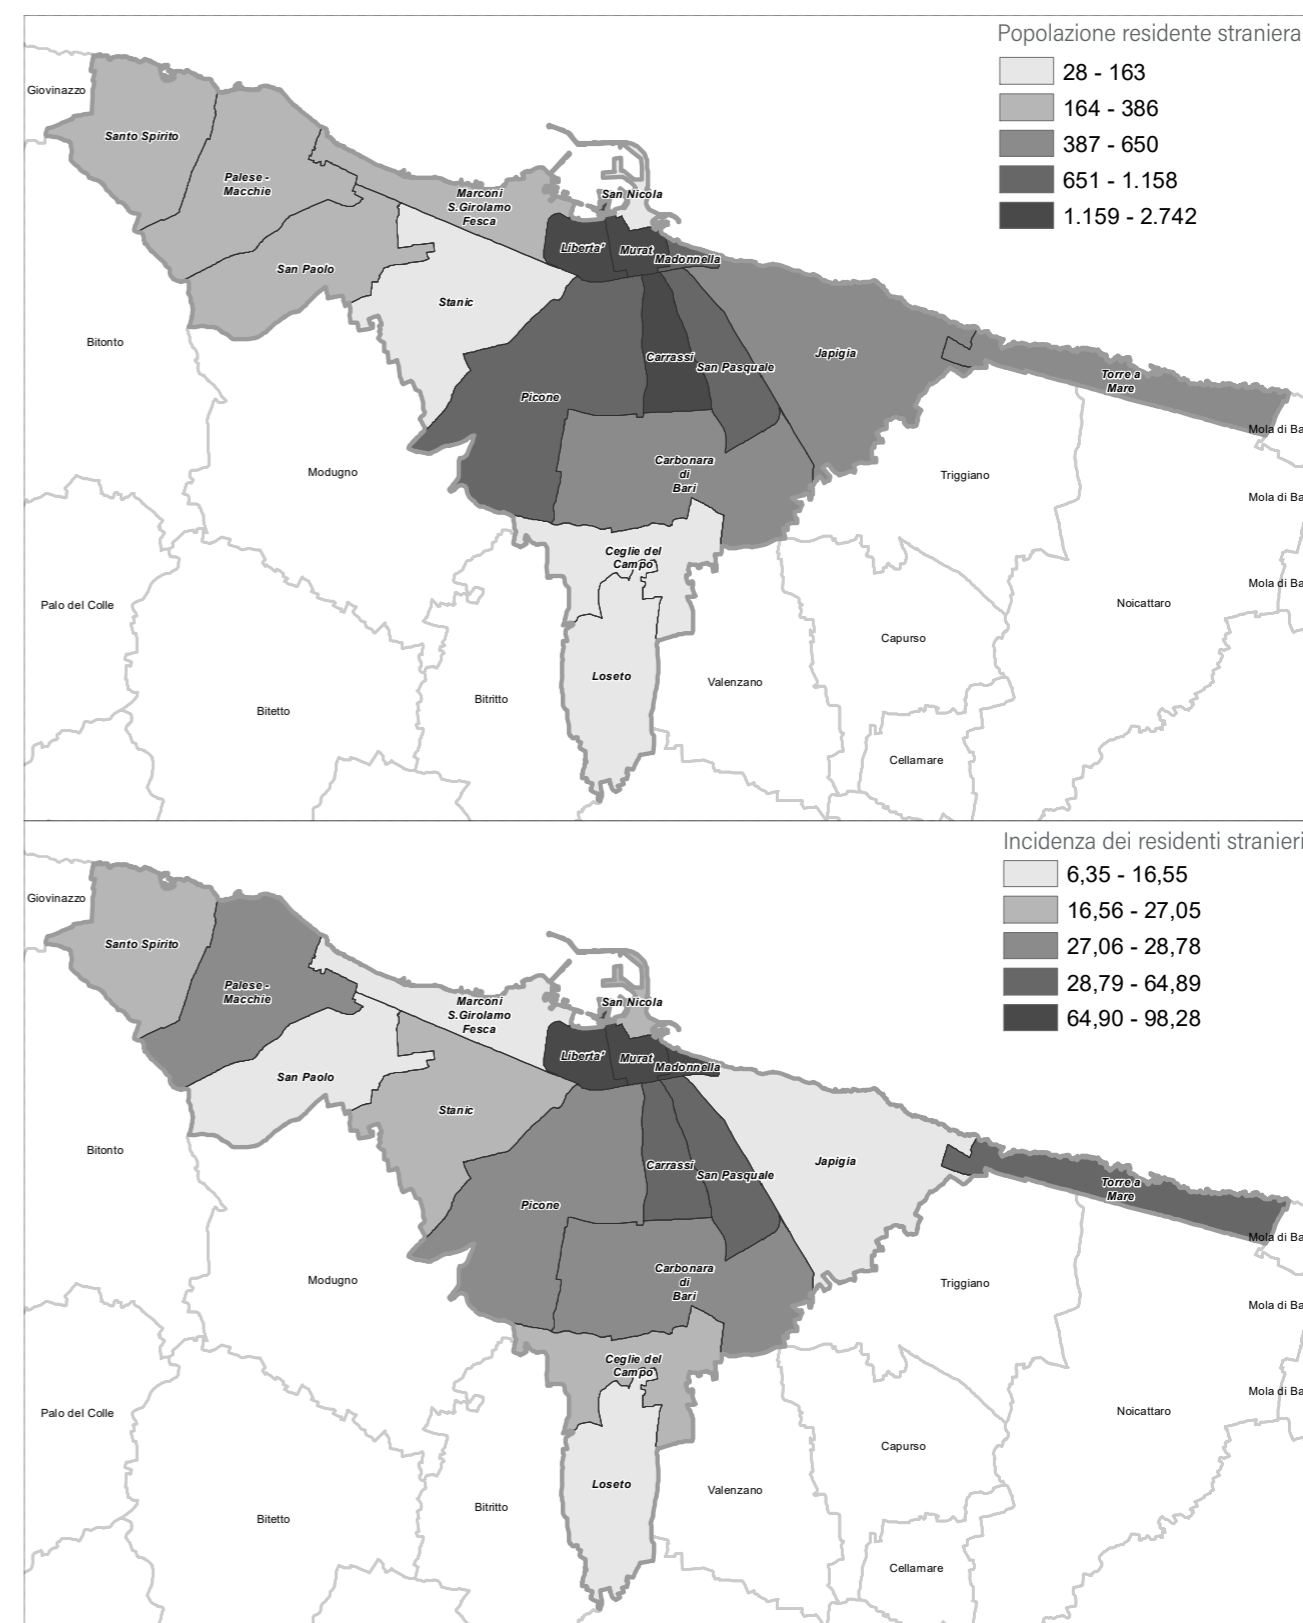 Popolazione residente straniera
28 - 163
164 - 386
387 - 650
651 - 1.158
1.159 - 2.742
Giovinazzo
Santo Spirito
Palese -
Macchie
Marconi
S.Girolamo
Fesca
San Nicola
Liberta'
Murat
Madonnella
San Paolo
Stanic
Bitonto
Carrassi
San Pasquale
Japigia
Torre a
Mare
Picone
Mola di Ba
Modugno
Carbonara
di
Bari
Triggiano
Mola di Ba
Ceglie del
Campo
Mola di Ba
Palo del Colle
Noicattaro
Capurso
Loseto
Valenzano
Bitritto
Bitetto
Cellamare
Incidenza dei residenti stranieri
6,35 - 16,55
16,56 - 27,05
27,06 - 28,78
28,79 - 64,89
64,90 - 98,28
Giovinazzo
Santo Spirito
Palese -
Macchie
Marconi
S.Girolamo
Fesca
San Nicola
Liberta'
Murat
Madonnella
San Paolo
Stanic
Bitonto
Carrassi
San Pasquale
Japigia
Torre a
Mare
Picone
Mola di Ba
Modugno
Carbonara
di
Bari
Triggiano
Mola di Ba
Ceglie del
Campo
Mola di Ba
Palo del Colle
Noicattaro
Capurso
Loseto
Valenzano
Bitritto
Bitetto
Cellamare